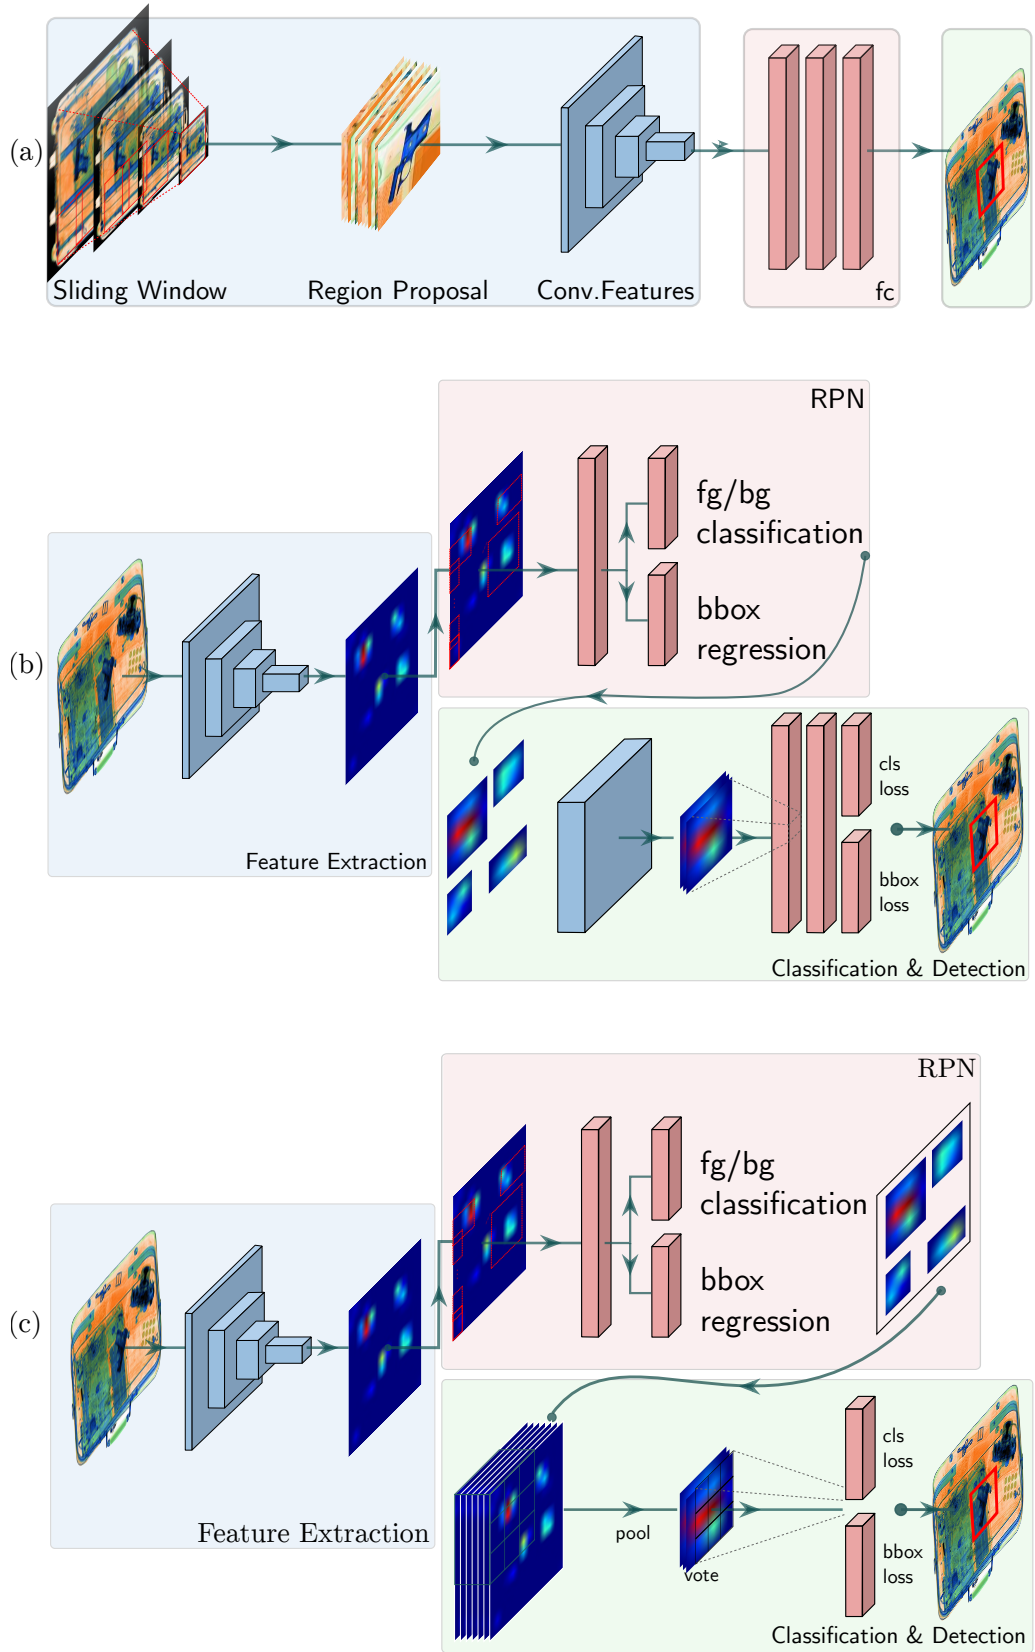 (a)
Sliding Window
Region Proposal
Conv.Features
fc
(b)
RPN
fg/bg
classification
bbox
regression
Feature Extraction
cls
loss
bbox
loss
Classification & Detection
(c)
RPN
fg/bg
classification
bbox
regression
Feature Extraction
pool
vote
cls
loss
bbox
loss
Classification & Detection